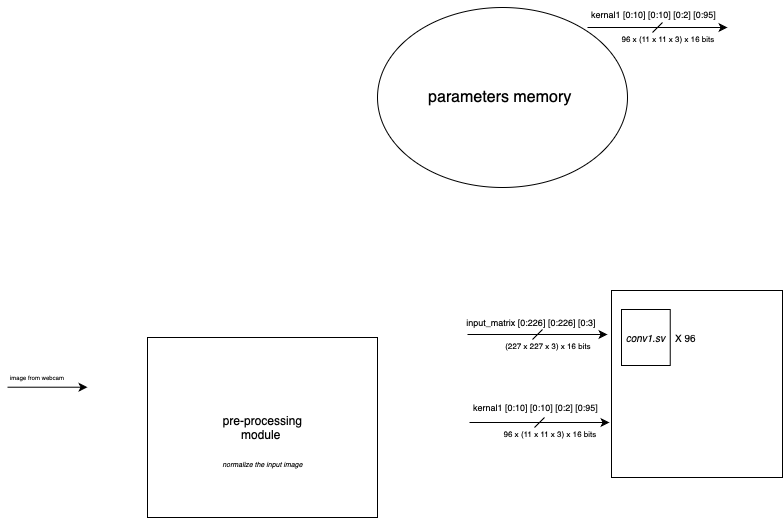 kernal1 [0:10] [0:10] [0:2] [0:95]
96 x (11 x 11 x 3) x 16 bits
parameters memory
input_matrix [0:226] [0:226] [0:3]
(227 x 227 x 3) x 16 bits
conv1.sv
X 96
image from webcam
kernal1 [0:10] [0:10] [0:2] [0:95]
96 x (11 x 11 x 3) x 16 bits
pre-processing
module
normalize the input image